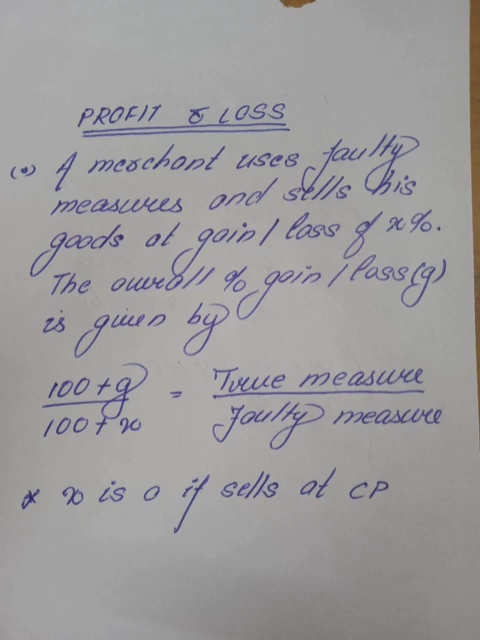 PROFIT & LOSS
(•) A merchant uses faulty
measures and sells his
goods at gain/loss of x%.
The overall % gain/loss(g)
is given by
100+g = True measure
100+x Faulty measure
* x is 0 if sells at CP